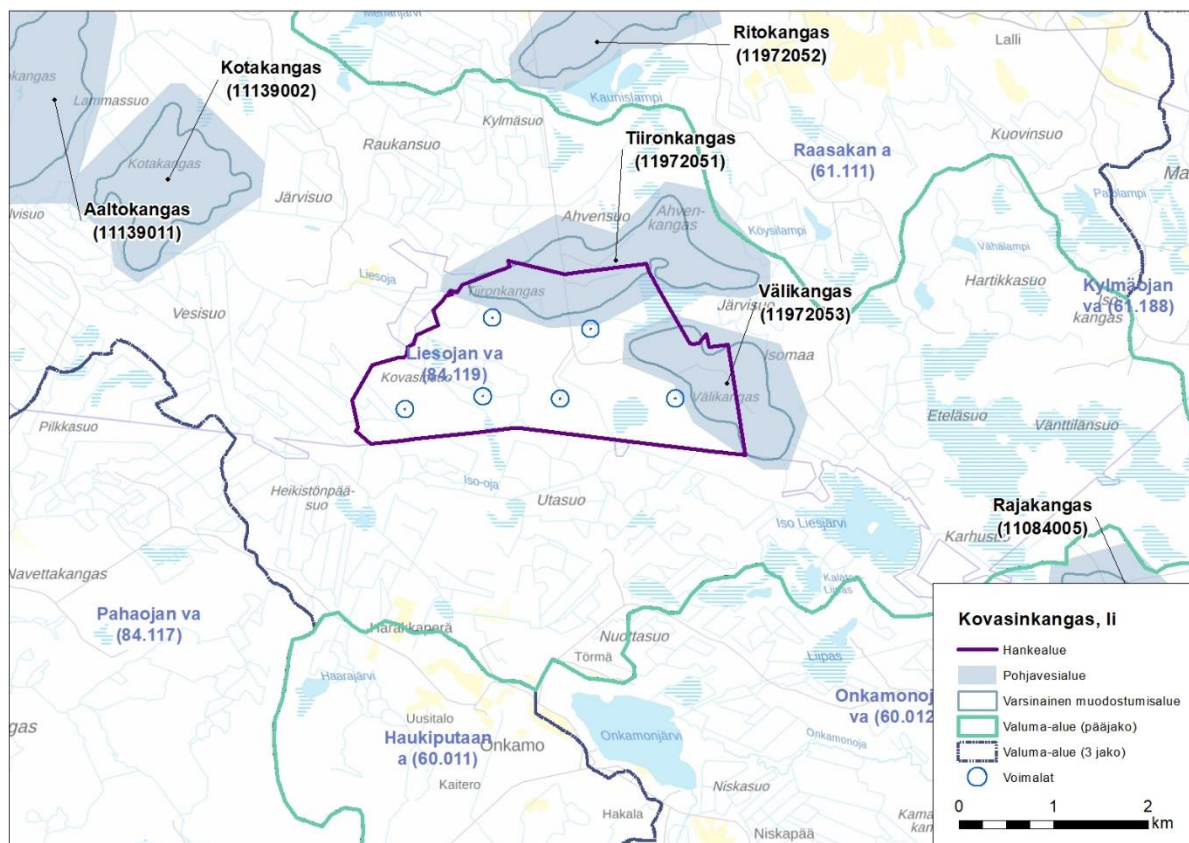 Ritokangas
(11972052)
Lalli
Kotakangas
(11139002)
Lammassuo
Kaunislampi
Kylmäsuo
Kuovinsuo
Raukansuo
Tiironkangas
(11972051)
Raasakan a
(61.111)
Kotakangas
Järvisuo
Aaltokangas
(11139011)
Ahvensuo
Ahven-
kangas
Köysilampi
Vähälampi
Liesoja
Tiironkangas
Hartikkasuo
Järvisuo
Välikangas
(11972053)
Kylmäojan
va (61.188)
Iso
kangas
Vesisuo
Isomaa
Liesojan va
(84.119)
Välikangas
Eteläsuo
Vänttilänsuo
Pilkkasuo
Iso-oja
Utasuo
Heikistönpää-
suo
Rajakangas
(11084005)
Iso Liesjärvi
Karhusuo
Navettakangas
Pahaojan va
(84.117)
Harakkaperä
Nuottasuo
Törmä
Liipas
Haarajärvi
Uusitalo
Haukiputaan
a (60.011)
Onkamo
Onkamonjärvi
Onkamonoj
va (60.012
Onkamonoja
Kaitero
Niskasuo
Hakala
Niskapää
Kovasinkangas, Ii
Hankealue
Pohjavesialue
Varsinainen muodostumisalue
Valuma-alue (pääjako)
Valuma-alue (3 jako)
Voimalat
0 1 2
km